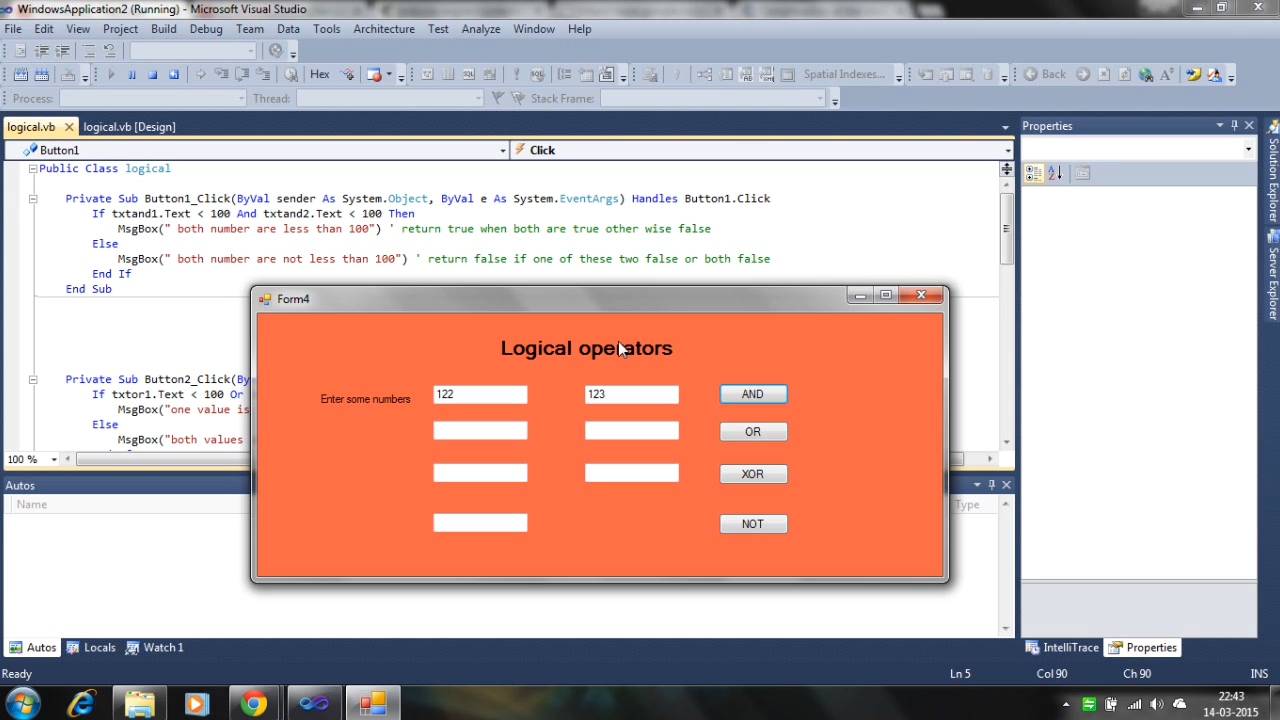 WindowsApplication2 (Running) - Microsoft Visual Studio
File Edit View Project Build Debug Team Data Tools Architecture Test Analyze Window Help
Hex Spatial Indexes... Back
Process: Thread: Stack Frame:
logical.vb logical.vb [Design] Properties
Button1 Click
Public Class logical
Private Sub Button1_Click(ByVal sender As System.Object, ByVal e As System.EventArgs) Handles Button1.Click
If txtand1.Text < 100 And txtand2.Text < 100 Then
MsgBox(" both number are less than 100") ' return true when both are true other wise false
Else
MsgBox(" both number are not less than 100") ' return false if one of these two false or both false
End If
End Sub
Private Sub Button2_Click(By
If txtor1.Text < 100 Or
MsgBox("one value is
Else
MsgBox("both values
100 %
Form4
Logical operators
Enter some numbers 122 123 AND
OR
XOR
NOT
Solution Explorer
Server Explorer
Autos
Name Type
Autos Locals Watch 1 IntelliTrace Properties
Ready Ln 5 Col 90 Ch 90 INS
22:43
14-03-2015